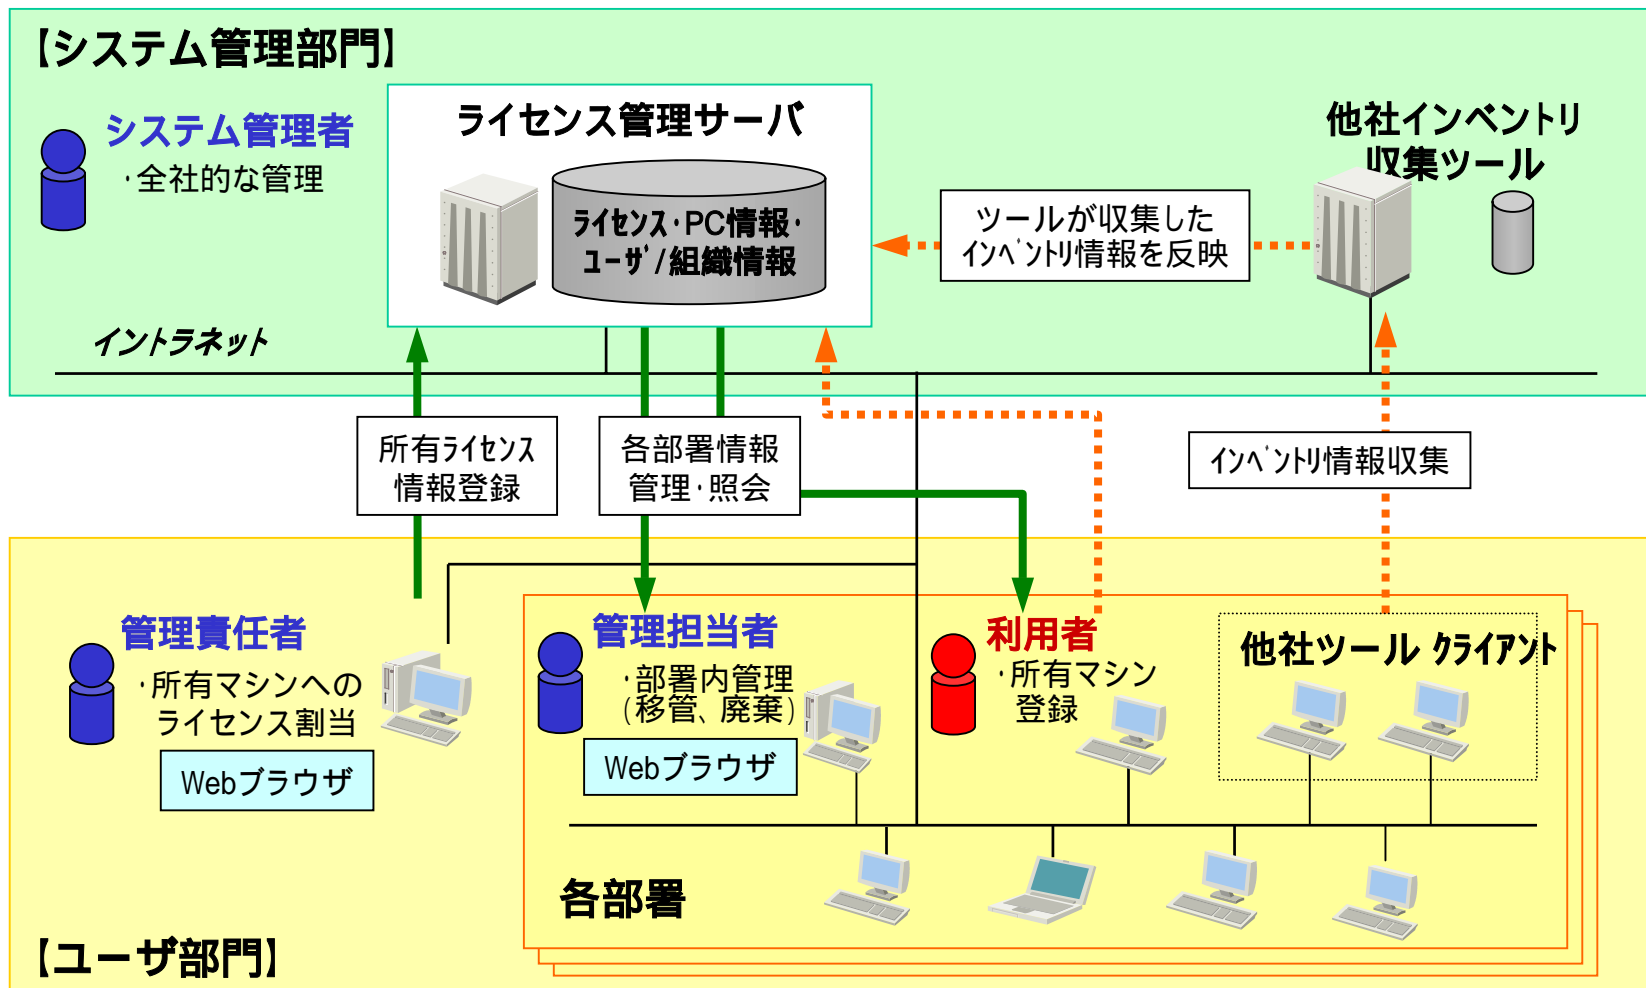 【システム管理部門】
システム管理者
・全社的な管理
ライセンス管理サーバ
ライセンス・PC情報・
ユーザ/組織情報
他社インベントリ
収集ツール
ツールが収集した
インベントリ情報を反映
イントラネット
所有ライセンス
情報登録
各部署情報
管理・照会
インベントリ情報収集
管理責任者
・所有マシンへの
ライセンス割当
Webブラウザ
管理担当者
・部署内管理
(移管、廃棄)
Webブラウザ
利用者
・所有マシン
登録
他社ツール クライアント
各部署
【ユーザ部門】